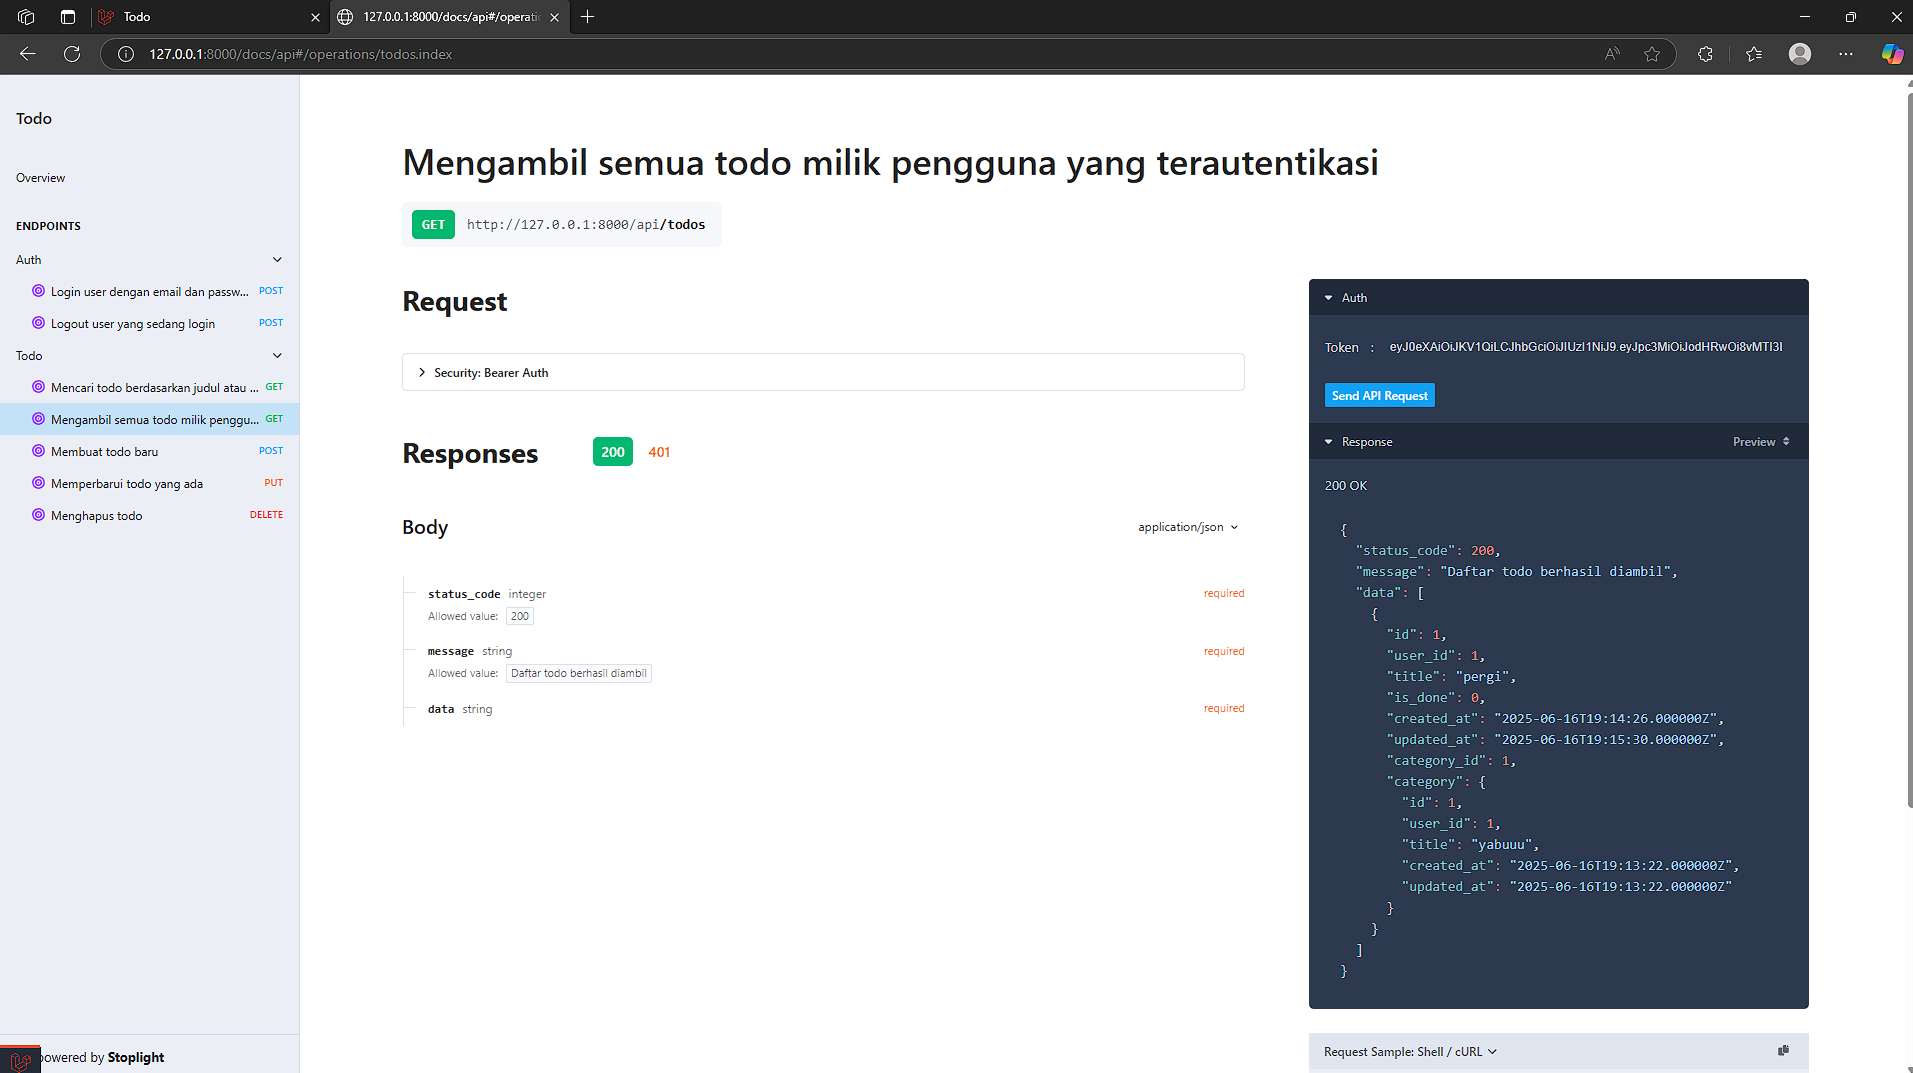 Todo
127.0.0.1:8000/docs/api#/operati
127.0.0.1:8000/docs/api#/operations/todos.index
Todo
Overview
ENDPOINTS
Auth
Login user dengan email dan passw... POST
Logout user yang sedang login POST
Todo
Mencari todo berdasarkan judul atau ... GET
Mengambil semua todo milik penggu... GET
Membuat todo baru POST
Memperbarui todo yang ada PUT
Menghapus todo DELETE
powered by Stoplight
Mengambil semua todo milik pengguna yang terautentikasi
GET http://127.0.0.1:8000/api/todos
Request
Security: Bearer Auth
Responses 200 401
Body application/json
status_code integer required
Allowed value: 200
message string required
Allowed value: Daftar todo berhasil diambil
data string required
Auth
Token : eyJ0eXAiOiJKV1QiLCJhbGciOiJIUzI1NiJ9.eyJpc3MiOiJodHRwOi8vMTI3I
Send API Request
Response Preview
200 OK
{
"status_code": 200,
"message": "Daftar todo berhasil diambil",
"data": [
{
"id": 1,
"user_id": 1,
"title": "pergi",
"is_done": 0,
"created_at": "2025-06-16T19:14:26.000000Z",
"updated_at": "2025-06-16T19:15:30.000000Z",
"category_id": 1,
"category": {
"id": 1,
"user_id": 1,
"title": "yabuuu",
"created_at": "2025-06-16T19:13:22.000000Z",
"updated_at": "2025-06-16T19:13:22.000000Z"
}
}
]
}
Request Sample: Shell / cURL